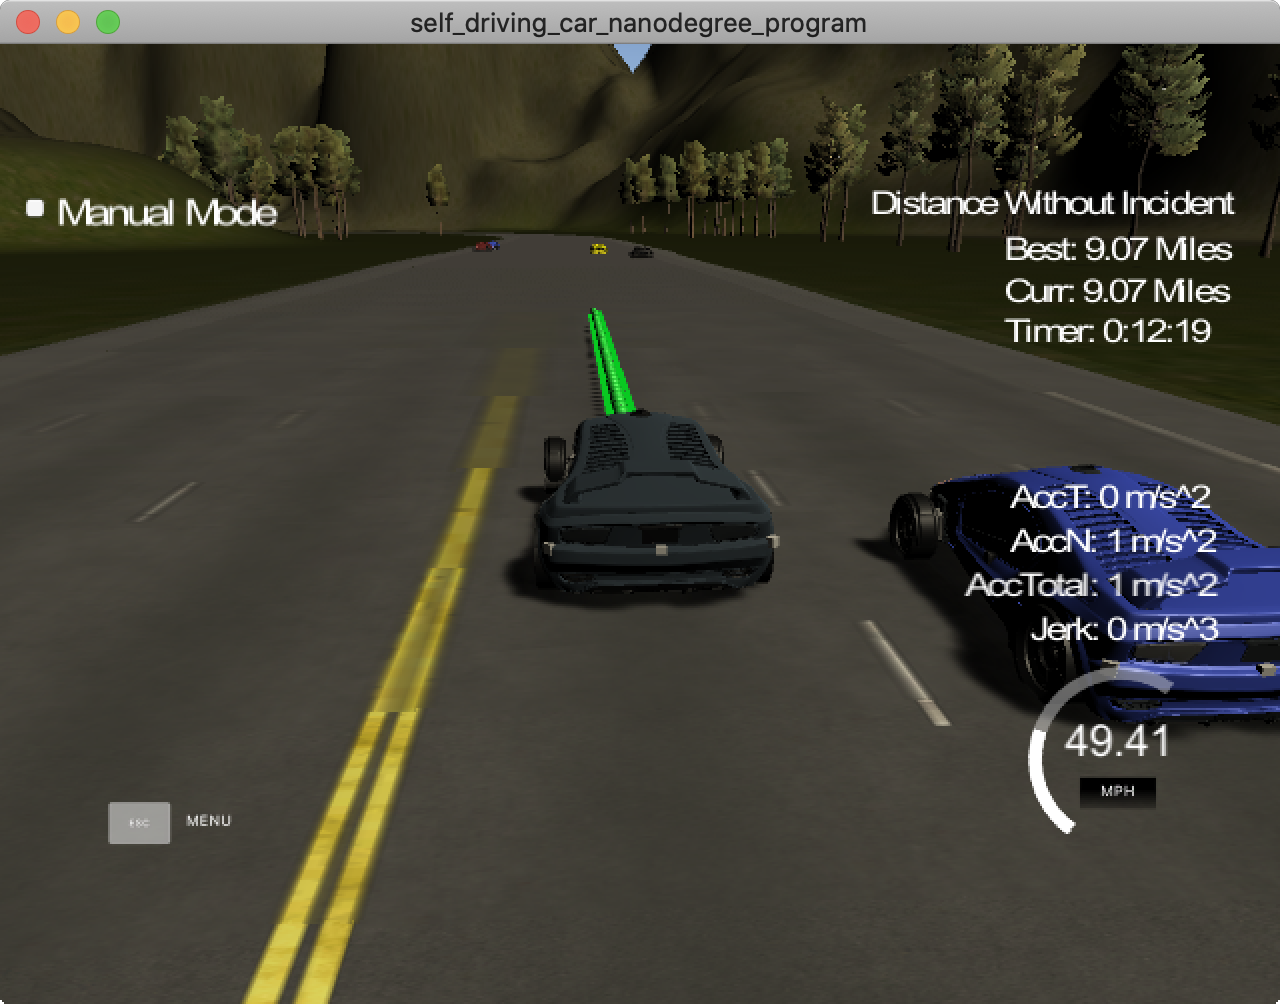 self_driving_car_nanodegree_program
Manual Mode
Distance Without Incident
Best: 9.07 Miles
Curr: 9.07 Miles
Timer: 0:12:19
AccT: 0 m/s^2
AccN: 1 m/s^2
AccTotal: 1 m/s^2
Jerk: 0 m/s^3
49.41
MPH
ESC MENU